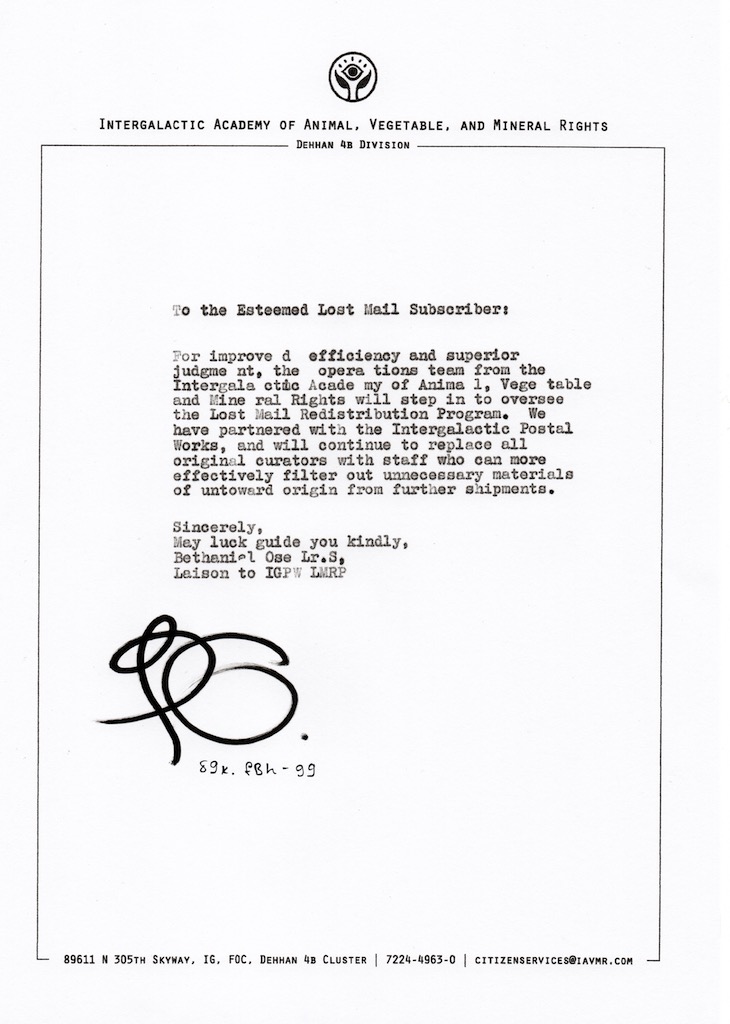 Intergalactic Academy of Animal, Vegetable, and Mineral Rights
Dehhan 4B Division
To the Esteemed Lost Mail Subscriber:
For improve d  efficiency and superior
judgme nt, the  opera tions team from the
Intergala ctic Acade my of Anima l, Vege table
and Mine ral Rights will step in to oversee
the Lost Mail Redistribution Program.  We
have partnered with the Intergalactic Postal
Works, and will continue to replace all
original curators with staff who can more
effectively filter out unnecessary materials
of untoward origin from further shipments.
Sincerely,
May luck guide you kindly,
Bethaniel Ose Lr.S,
Laison to IGPW LMRP
89611 N 305th Skyway, IG, FOC, Dehhan 4B Cluster | 7224-4963-0 | citizenservices@iavmr.com